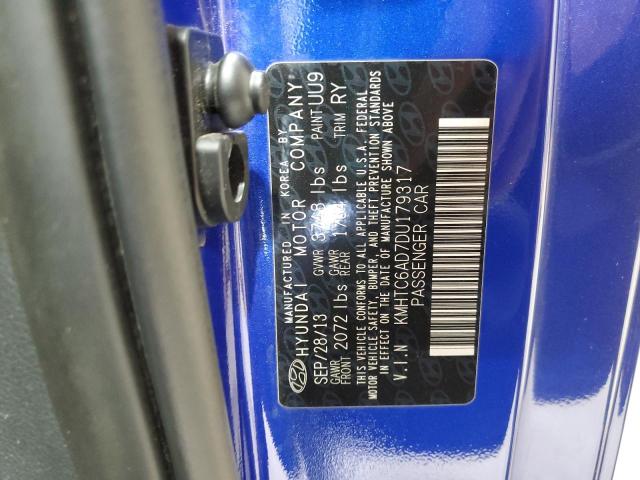 MANUFACTURED IN KOREA BY
HYUNDAI MOTOR COMPANY
SEP/28/13 GVWR lbs PAINT UU9
GAWR FRONT 2072 lbs GAWR REAR lbs TRIM RY
THIS VEHICLE CONFORMS TO ALL APPLICABLE U.S.A. FEDERAL
MOTOR VEHICLE SAFETY, BUMPER, AND THEFT PREVENTION STANDARDS
IN EFFECT ON THE DATE OF MANUFACTURE SHOWN ABOVE
V.I.N KMHTC6AD7DU179317
PASSENGER CAR